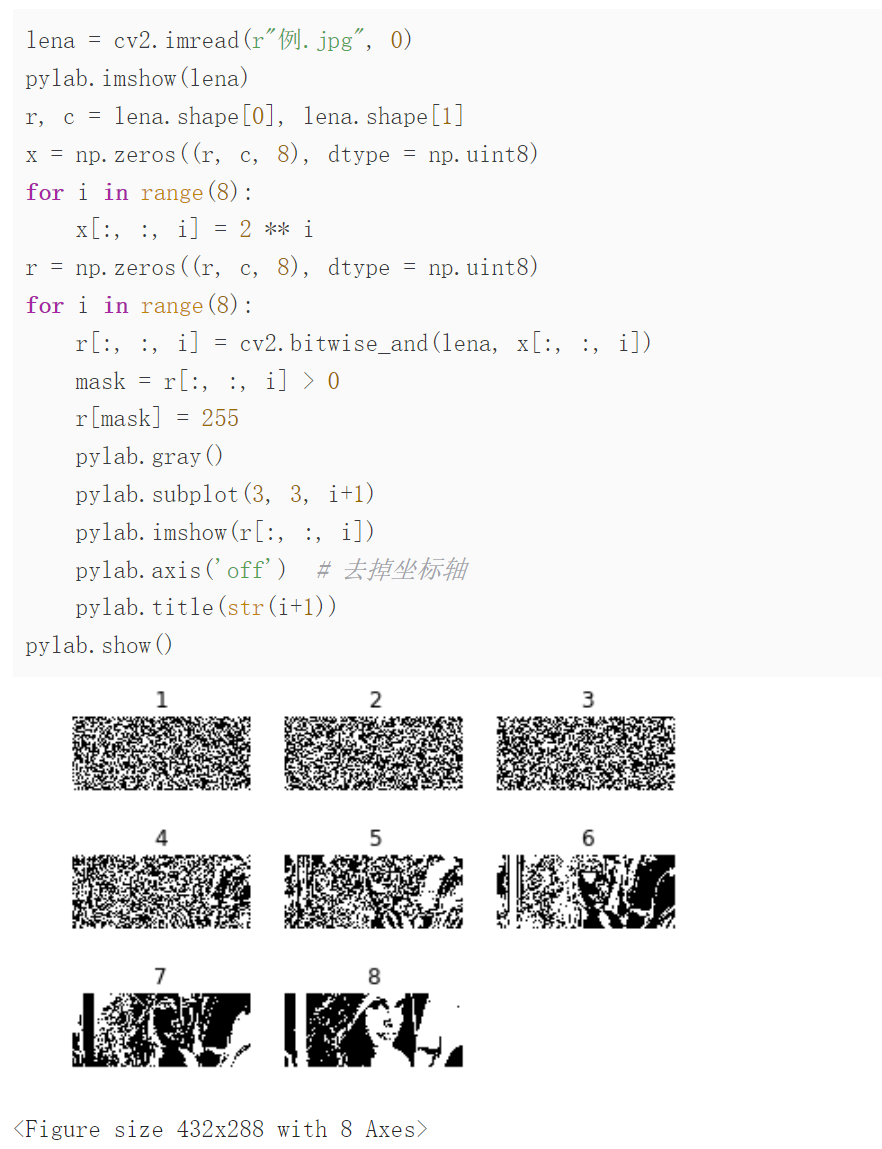 lena = cv2.imread(r"例.jpg", 0)
pylab.imshow(lena)
r, c = lena.shape[0], lena.shape[1]
x = np.zeros((r, c, 8), dtype = np.uint8)
for i in range(8):
    x[:, :, i] = 2 ** i
r = np.zeros((r, c, 8), dtype = np.uint8)
for i in range(8):
    r[:, :, i] = cv2.bitwise_and(lena, x[:, :, i])
    mask = r[:, :, i] > 0
    r[mask] = 255
    pylab.gray()
    pylab.subplot(3, 3, i+1)
    pylab.imshow(r[:, :, i])
    pylab.axis('off')  # 去掉坐标轴
    pylab.title(str(i+1))
pylab.show()
1 2 3
4 5 6
7 8
<Figure size 432x288 with 8 Axes>